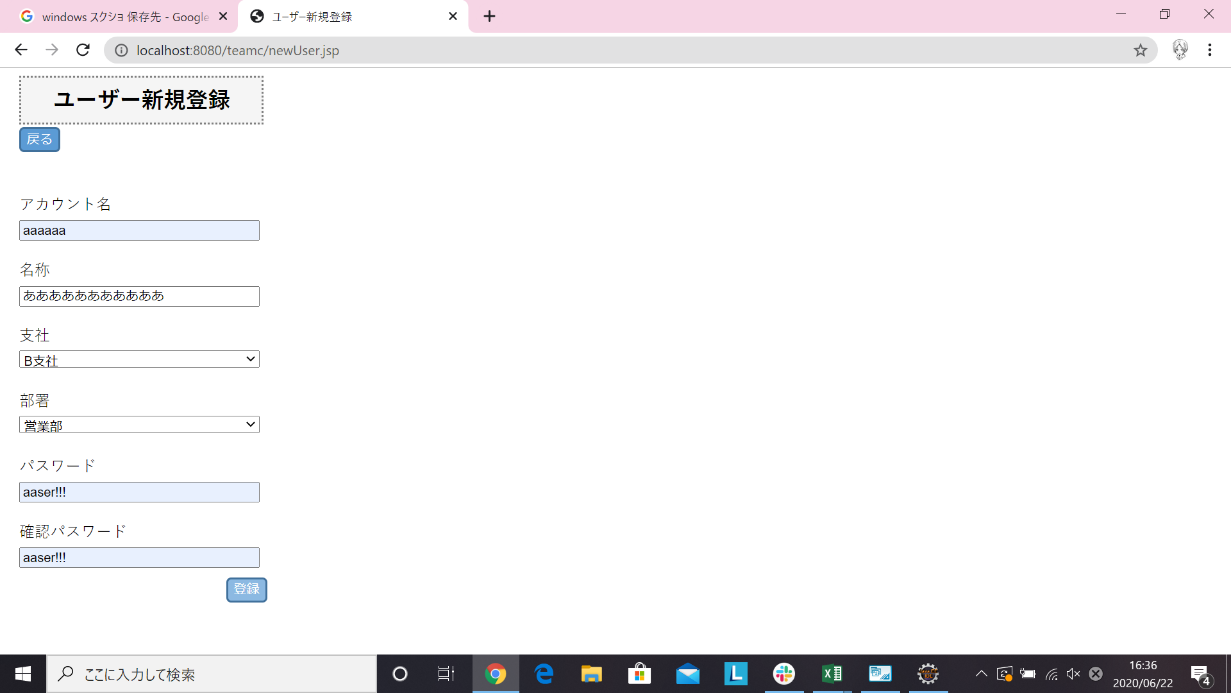 windows スクショ 保存先 - Google
ユーザー新規登録
localhost:8080/teamc/newUser.jsp
ユーザー新規登録
戻る
アカウント名
aaaaaa
名称
あああああああああああ
支社
B支社
部署
営業部
パスワード
aaser!!!
確認パスワード
aaser!!!
登録
ここに入力して検索
16:36
2020/06/22
4